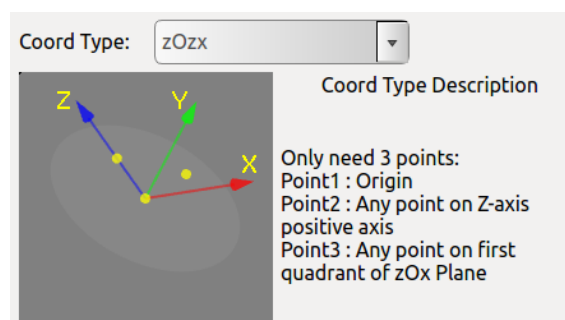 Coord Type: zOzx
Coord Type Description
Z
Y
X
Only need 3 points:
Point1 : Origin
Point2 : Any point on Z-axis
positive axis
Point3 : Any point on first
quadrant of zOx Plane